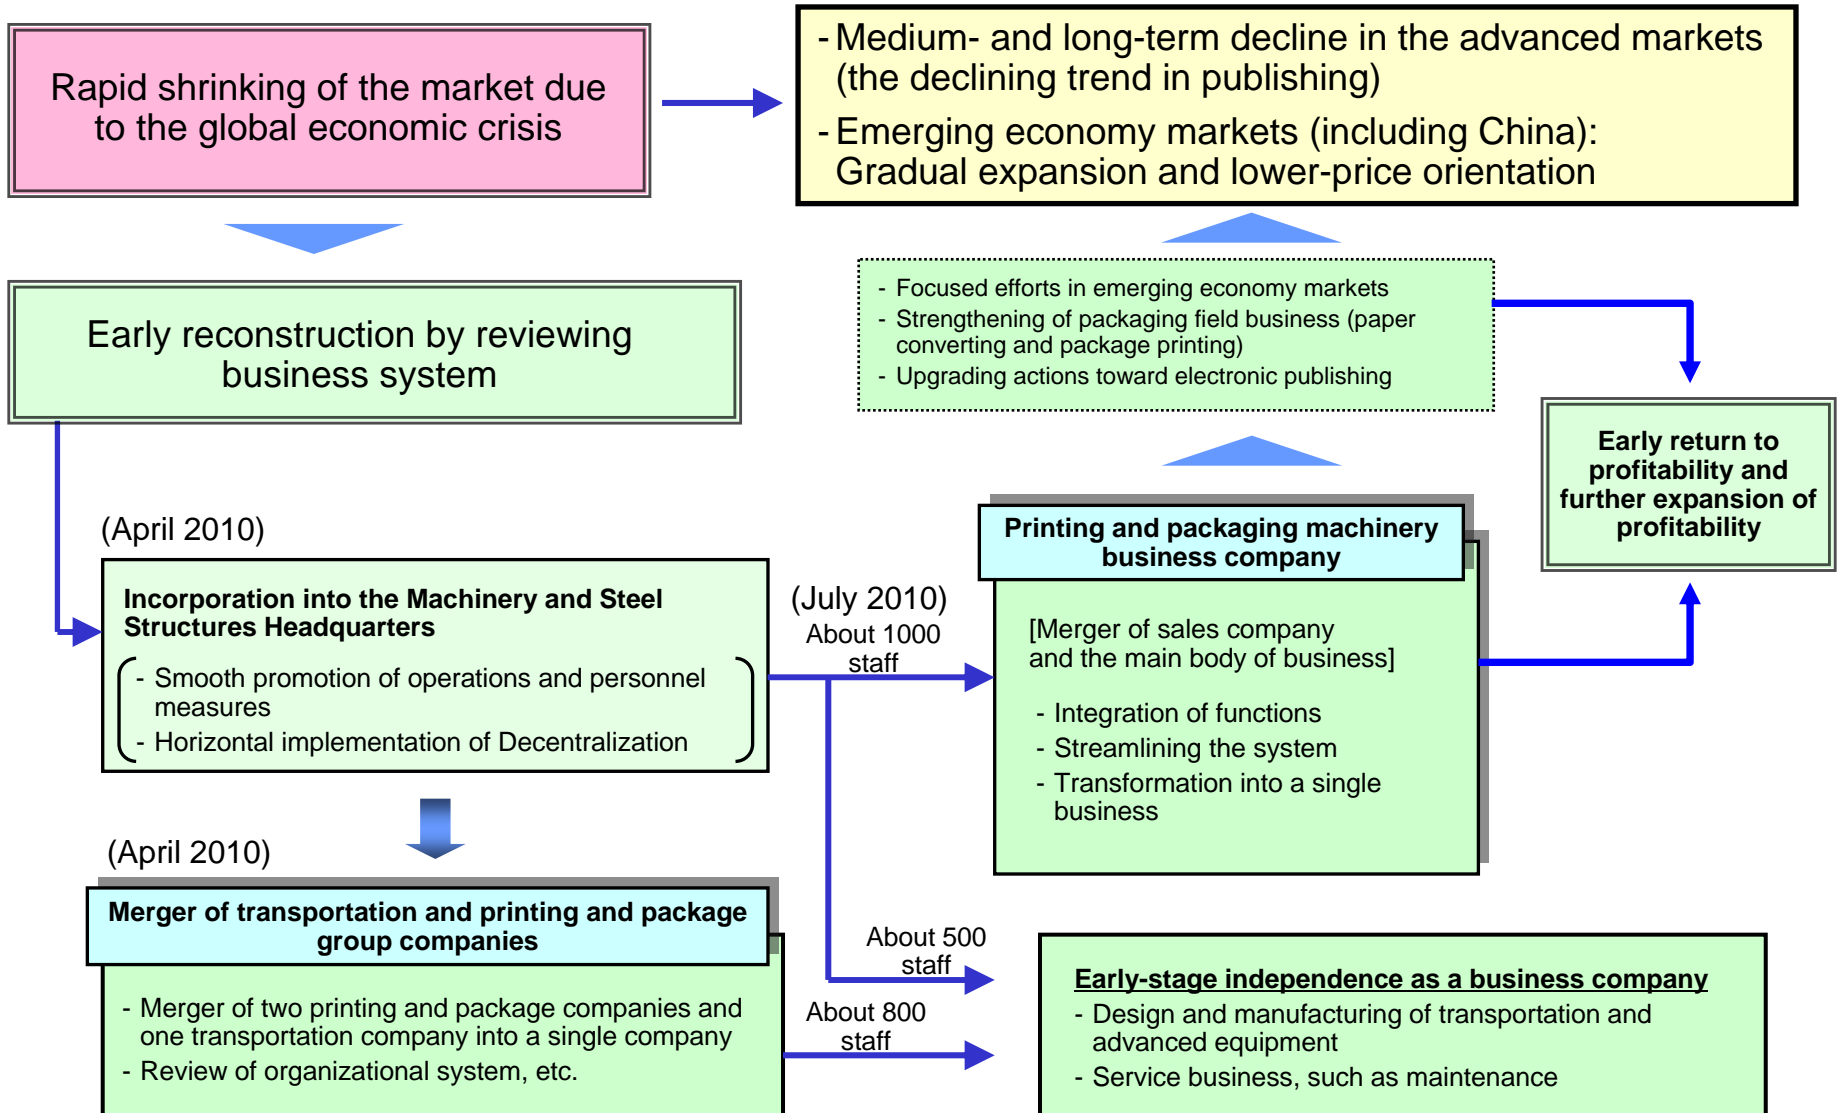 Rapid shrinking of the market due
to the global economic crisis
- Medium- and long-term decline in the advanced markets
(the declining trend in publishing)
- Emerging economy markets (including China):
Gradual expansion and lower-price orientation
Early reconstruction by reviewing
business system
- Focused efforts in emerging economy markets
- Strengthening of packaging field business (paper
converting and package printing)
- Upgrading actions toward electronic publishing
Early return to
profitability and
further expansion of
profitability
(April 2010)
Incorporation into the Machinery and Steel
Structures Headquarters
- Smooth promotion of operations and personnel
measures
- Horizontal implementation of Decentralization
(July 2010)
About 1000
staff
Printing and packaging machinery
business company
[Merger of sales company
and the main body of business]
- Integration of functions
- Streamlining the system
- Transformation into a single
business
(April 2010)
Merger of transportation and printing and package
group companies
- Merger of two printing and package companies and
one transportation company into a single company
- Review of organizational system, etc.
About 500
staff
About 800
staff
Early-stage independence as a business company
- Design and manufacturing of transportation and
advanced equipment
- Service business, such as maintenance